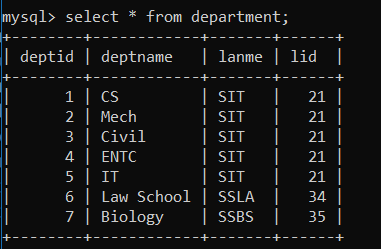 mysql> select * from department;
+--------+------------+-------+------+
| deptid | deptname   | lanme | lid  |
+--------+------------+-------+------+
|      1 | CS         | SIT   |   21 |
|      2 | Mech       | SIT   |   21 |
|      3 | Civil      | SIT   |   21 |
|      4 | ENTC       | SIT   |   21 |
|      5 | IT         | SIT   |   21 |
|      6 | Law School | SSLA  |   34 |
|      7 | Biology    | SSBS  |   35 |
+--------+------------+-------+------+